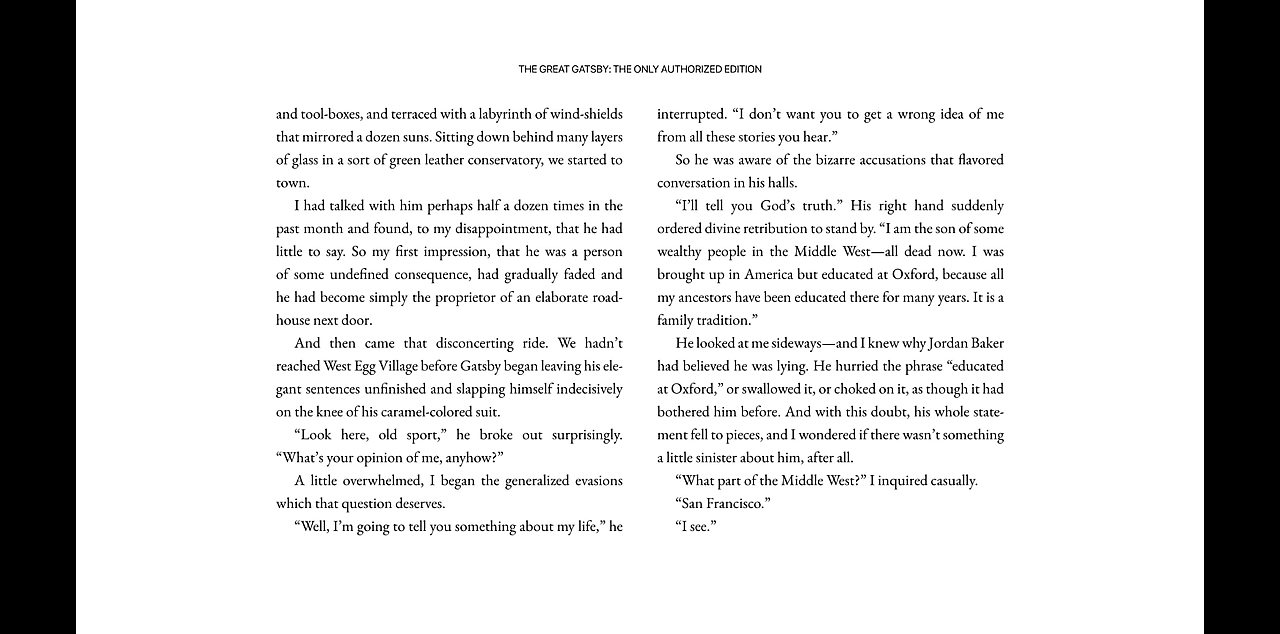 THE GREAT GATSBY: THE ONLY AUTHORIZED EDITION
and tool-boxes, and terraced with a labyrinth of wind-shields
that mirrored a dozen suns. Sitting down behind many layers
of glass in a sort of green leather conservatory, we started to
town.
I had talked with him perhaps half a dozen times in the
past month and found, to my disappointment, that he had
little to say. So my first impression, that he was a person
of some undefined consequence, had gradually faded and
he had become simply the proprietor of an elaborate road-
house next door.
And then came that disconcerting ride. We hadn’t
reached West Egg Village before Gatsby began leaving his ele-
gant sentences unfinished and slapping himself indecisively
on the knee of his caramel-colored suit.
“Look here, old sport,” he broke out surprisingly.
“What’s your opinion of me, anyhow?”
A little overwhelmed, I began the generalized evasions
which that question deserves.
“Well, I’m going to tell you something about my life,” he
interrupted. “I don’t want you to get a wrong idea of me
from all these stories you hear.”
So he was aware of the bizarre accusations that flavored
conversation in his halls.
“I’ll tell you God’s truth.” His right hand suddenly
ordered divine retribution to stand by. “I am the son of some
wealthy people in the Middle West—all dead now. I was
brought up in America but educated at Oxford, because all
my ancestors have been educated there for many years. It is a
family tradition.”
He looked at me sideways—and I knew why Jordan Baker
had believed he was lying. He hurried the phrase “educated
at Oxford,” or swallowed it, or choked on it, as though it had
bothered him before. And with this doubt, his whole state-
ment fell to pieces, and I wondered if there wasn’t something
a little sinister about him, after all.
“What part of the Middle West?” I inquired casually.
“San Francisco.”
“I see.”